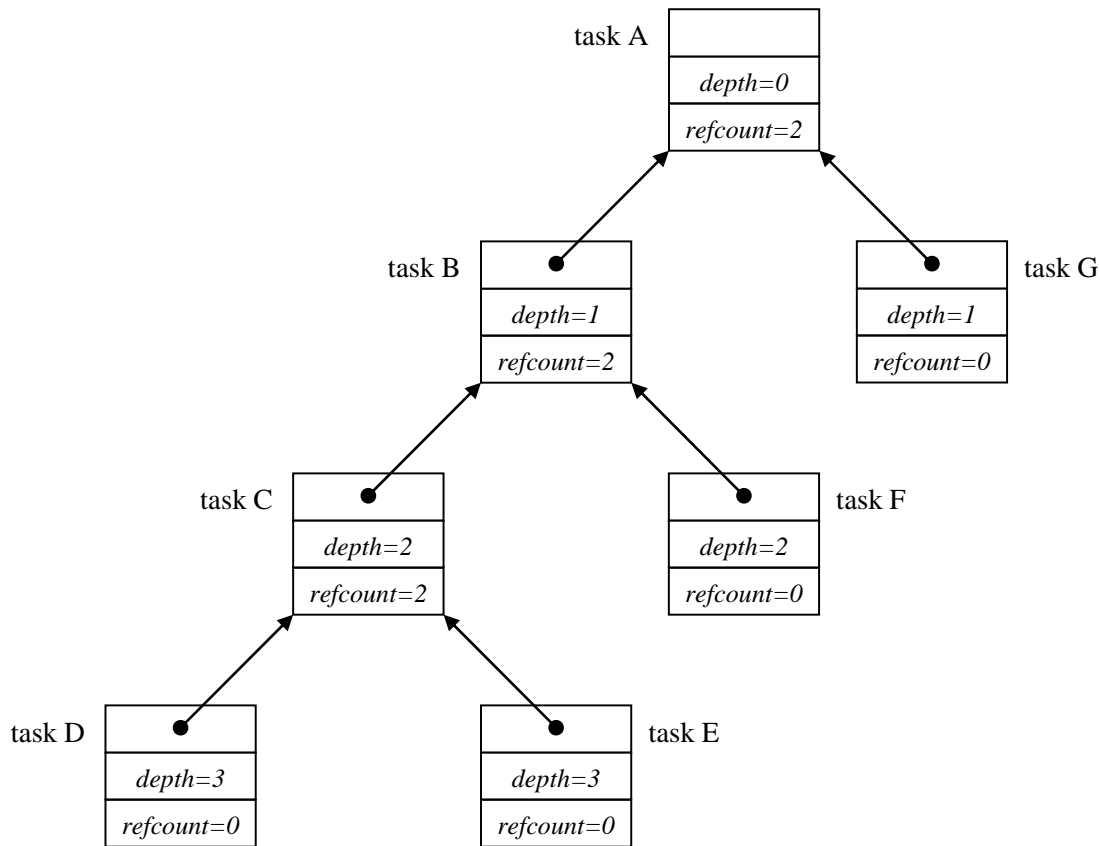 task A
depth=0
refcount=2
task B
depth=1
refcount=2
task G
depth=1
refcount=0
task C
depth=2
refcount=2
task F
depth=2
refcount=0
task D
depth=3
refcount=0
task E
depth=3
refcount=0